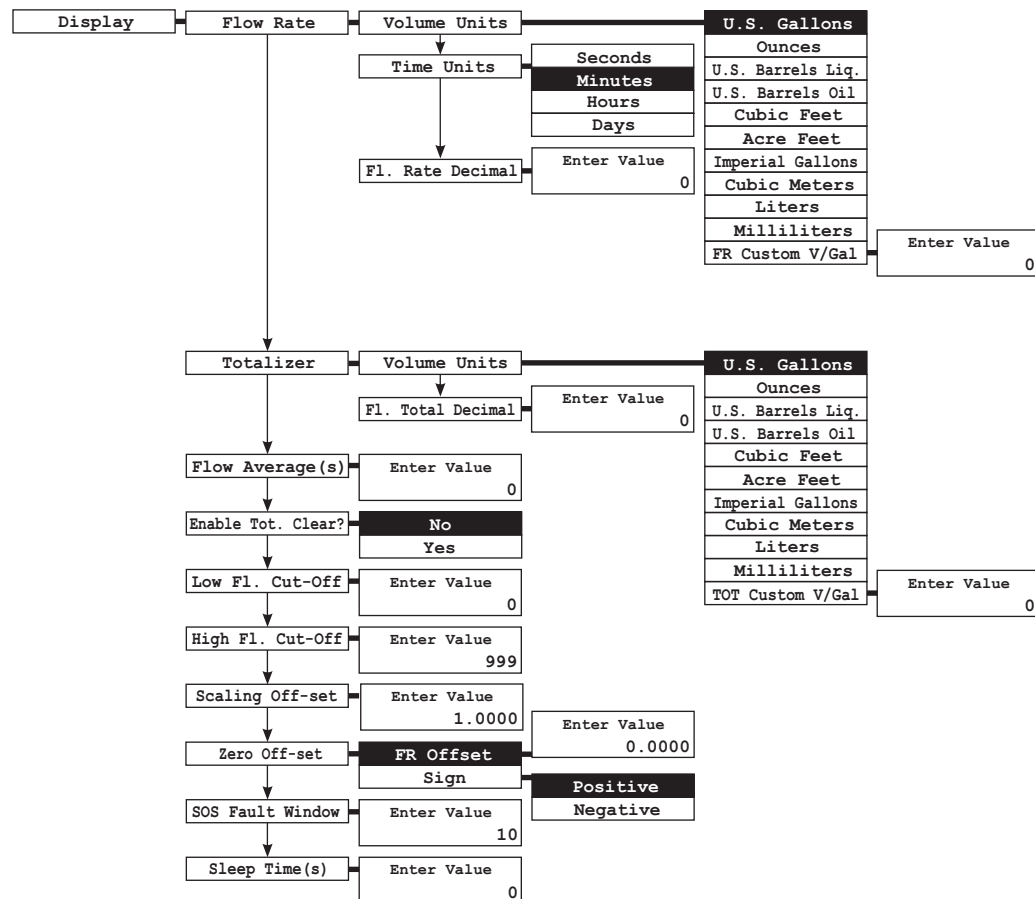 Display
Flow Rate
Volume Units
U.S. Gallons
Ounces
U.S. Barrels Liq.
U.S. Barrels Oil
Cubic Feet
Acre Feet
Imperial Gallons
Cubic Meters
Liters
Milliliters
FR Custom V/Gal
Enter Value
0
Time Units
Seconds
Minutes
Hours
Days
Fl. Rate Decimal
Enter Value
0
Totalizer
Volume Units
U.S. Gallons
Ounces
U.S. Barrels Liq.
U.S. Barrels Oil
Cubic Feet
Acre Feet
Imperial Gallons
Cubic Meters
Liters
Milliliters
TOT Custom V/Gal
Enter Value
0
Fl. Total Decimal
Enter Value
0
Flow Average(s)
Enter Value
0
Enable Tot. Clear?
No
Yes
Low Fl. Cut-Off
Enter Value
0
High Fl. Cut-Off
Enter Value
999
Scaling Off-set
Enter Value
1.0000
Zero Off-set
FR Offset
Enter Value
0.0000
Sign
Positive
Negative
SOS Fault Window
Enter Value
10
Sleep Time(s)
Enter Value
0